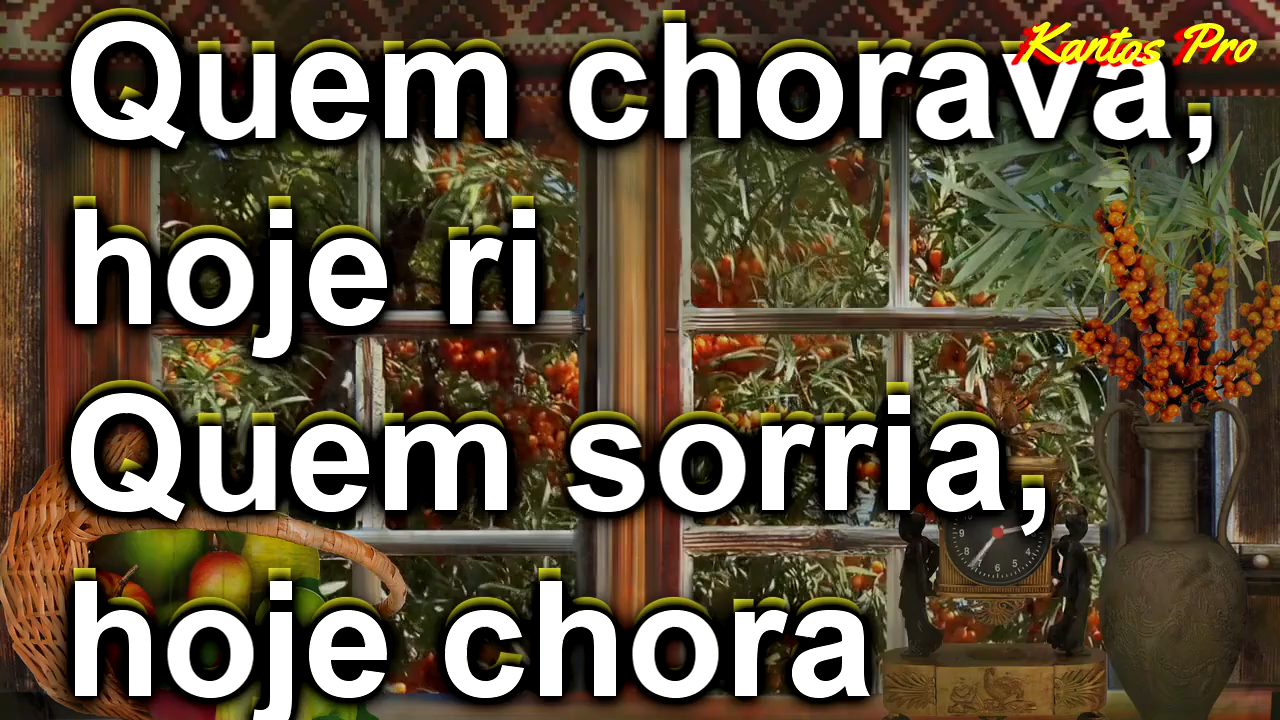 Kantos Pro
Quem chorava,
hoje ri
Quem sorria,
hoje chora